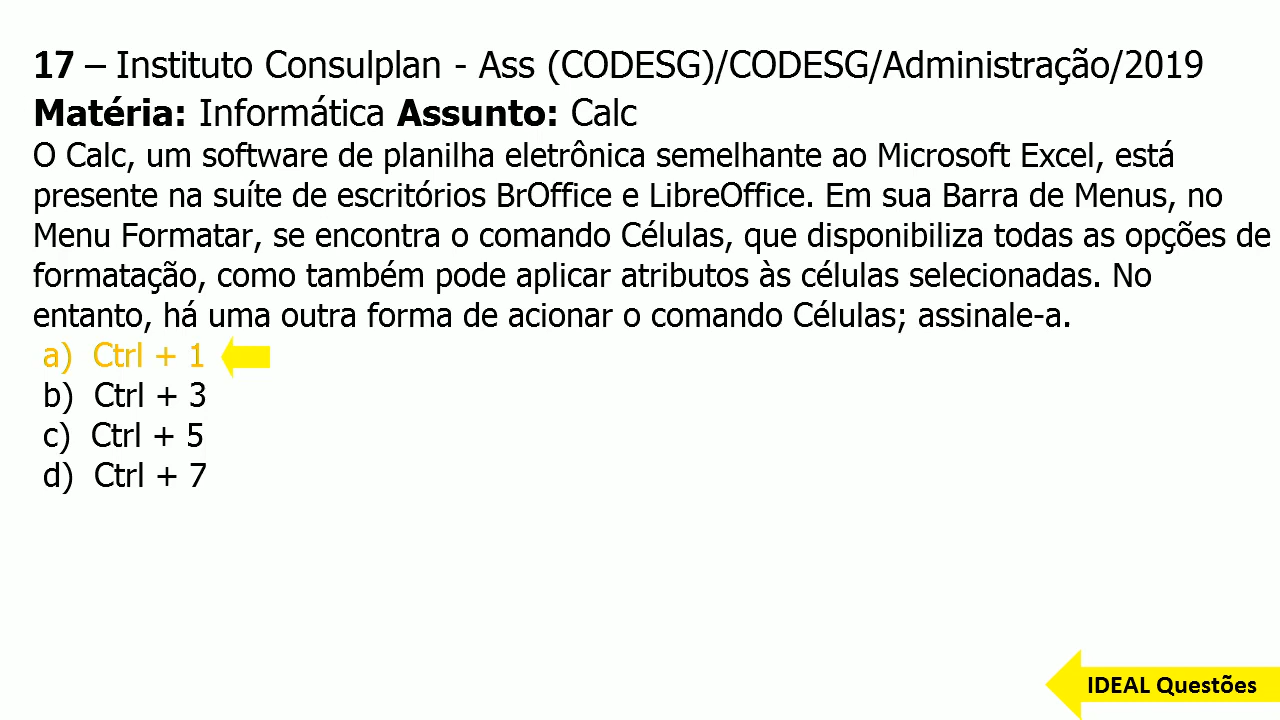 17 – Instituto Consulplan - Ass (CODESG)/CODESG/Administração/2019
Matéria: Informática Assunto: Calc
O Calc, um software de planilha eletrônica semelhante ao Microsoft Excel, está
presente na suíte de escritórios BrOffice e LibreOffice. Em sua Barra de Menus, no
Menu Formatar, se encontra o comando Células, que disponibiliza todas as opções de
formatação, como também pode aplicar atributos às células selecionadas. No
entanto, há uma outra forma de acionar o comando Células; assinale-a.
a) Ctrl + 1
b) Ctrl + 3
c) Ctrl + 5
d) Ctrl + 7
IDEAL Questões